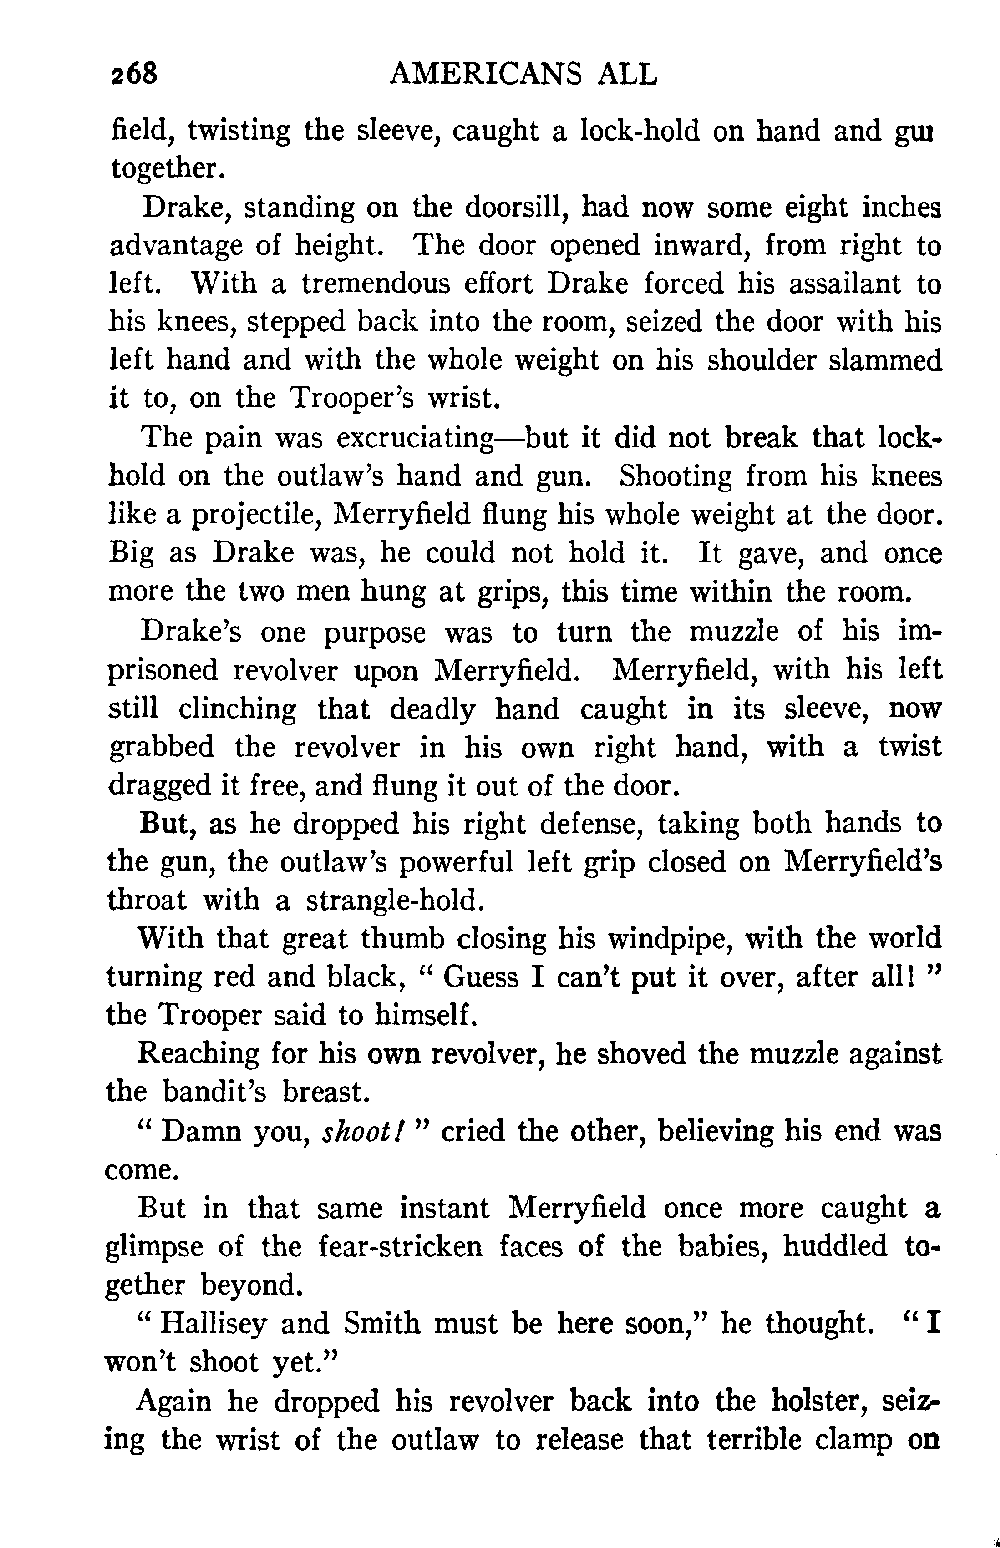 268 AMERICANS ALL
field, twisting the sleeve, caught a lock-hold on hand and gun
together.
Drake, standing on the doorsill, had now some eight inches
advantage of height. The door opened inward, from right to
left. With a tremendous effort Drake forced his assailant to
his knees, stepped back into the room, seized the door with his
left hand and with the whole weight on his shoulder slammed
it to, on the Trooper's wrist.
The pain was excruciating—but it did not break that lock-
hold on the outlaw's hand and gun. Shooting from his knees
like a projectile, Merryfield flung his whole weight at the door.
Big as Drake was, he could not hold it. It gave, and once
more the two men hung at grips, this time within the room.
Drake's one purpose was to turn the muzzle of his im-
prisoned revolver upon Merryfield. Merryfield, with his left
still clinching that deadly hand caught in its sleeve, now
grabbed the revolver in his own right hand, with a twist
dragged it free, and flung it out of the door.
But, as he dropped his right defense, taking both hands to
the gun, the outlaw's powerful left grip closed on Merryfield's
throat with a strangle-hold.
With that great thumb closing his windpipe, with the world
turning red and black, “ Guess I can't put it over, after all! ”
the Trooper said to himself.
Reaching for his own revolver, he shoved the muzzle against
the bandit's breast.
“ Damn you, shoot! ” cried the other, believing his end was
come.
But in that same instant Merryfield once more caught a
glimpse of the fear-stricken faces of the babies, huddled to-
gether beyond.
“ Hallisey and Smith must be here soon,” he thought. “ I
won't shoot yet.”
Again he dropped his revolver back into the holster, seiz-
ing the wrist of the outlaw to release that terrible clamp on